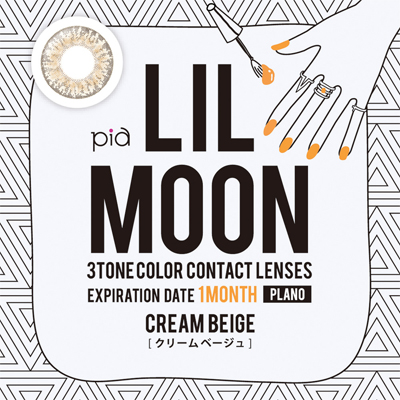 pia
LIL
MOON
3TONE COLOR CONTACT LENSES
EXPIRATION DATE 1MONTH PLANO
CREAM BEIGE
[ クリームベージュ ]